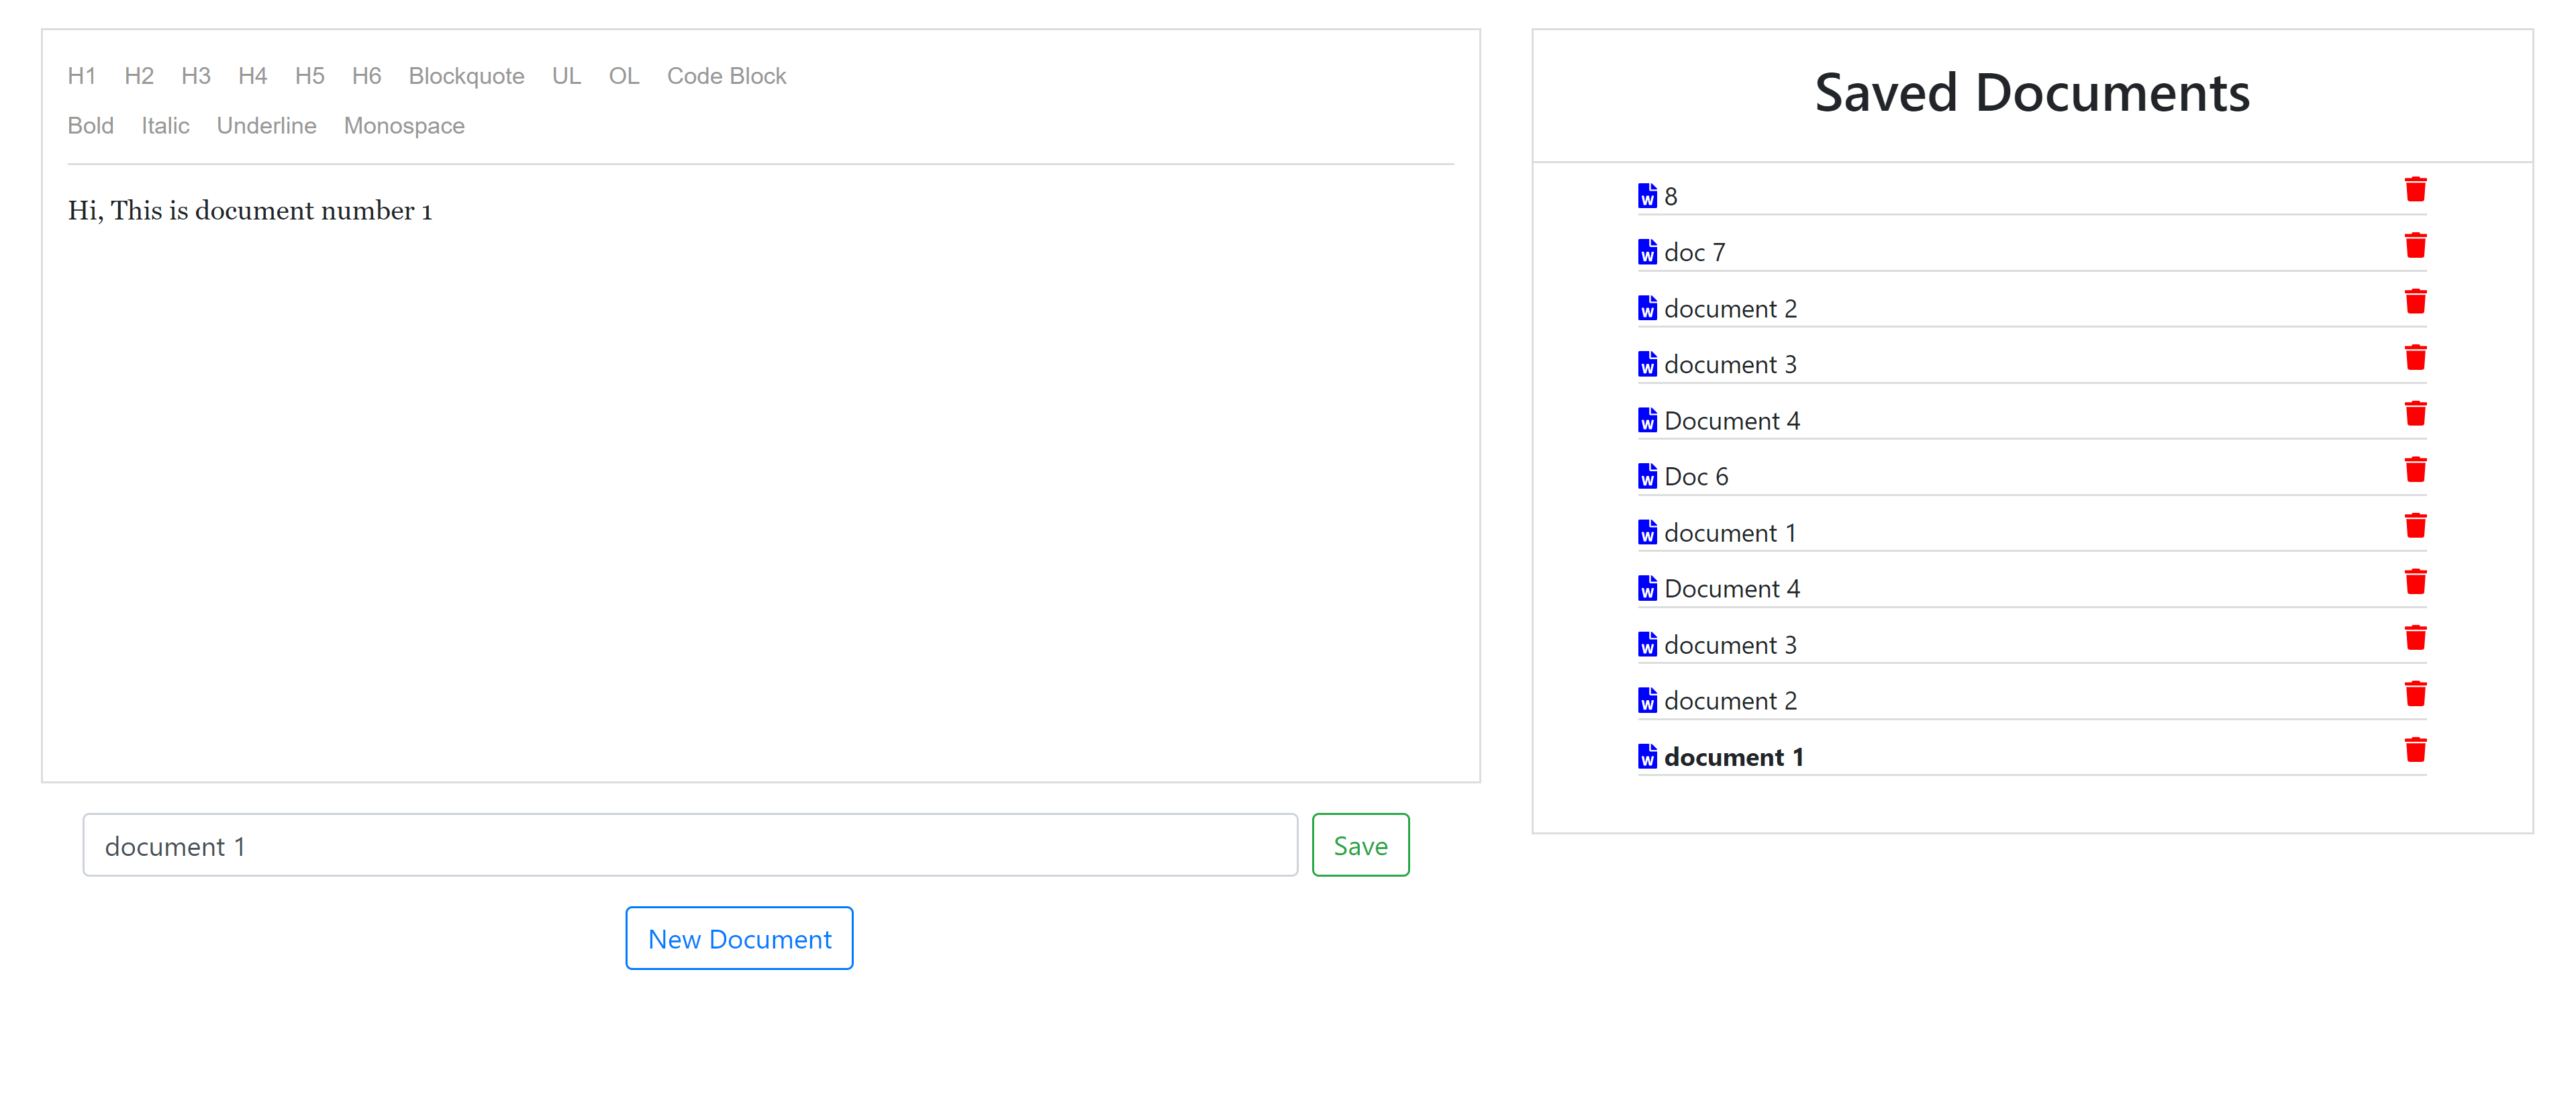 H1 H2 H3 H4 H5 H6 Blockquote UL OL Code Block
Bold Italic Underline Monospace
Hi, This is document number 1
document 1
Save
New Document
Saved Documents
8
doc 7
document 2
document 3
Document 4
Doc 6
document 1
Document 4
document 3
document 2
document 1